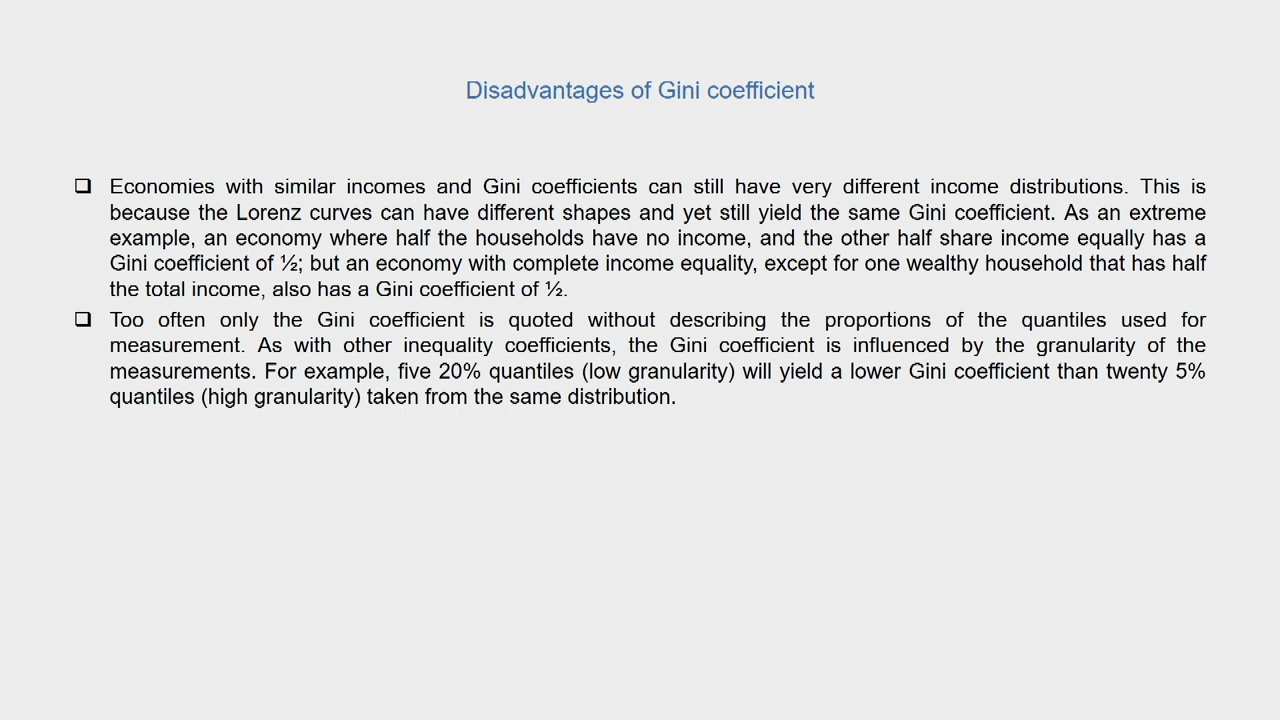 Disadvantages of Gini coefficient
❑ Economies with similar incomes and Gini coefficients can still have very different income distributions. This is
because the Lorenz curves can have different shapes and yet still yield the same Gini coefficient. As an extreme
example, an economy where half the households have no income, and the other half share income equally has a
Gini coefficient of ½; but an economy with complete income equality, except for one wealthy household that has half
the total income, also has a Gini coefficient of ½.
❑ Too often only the Gini coefficient is quoted without describing the proportions of the quantiles used for
measurement. As with other inequality coefficients, the Gini coefficient is influenced by the granularity of the
measurements. For example, five 20% quantiles (low granularity) will yield a lower Gini coefficient than twenty 5%
quantiles (high granularity) taken from the same distribution.